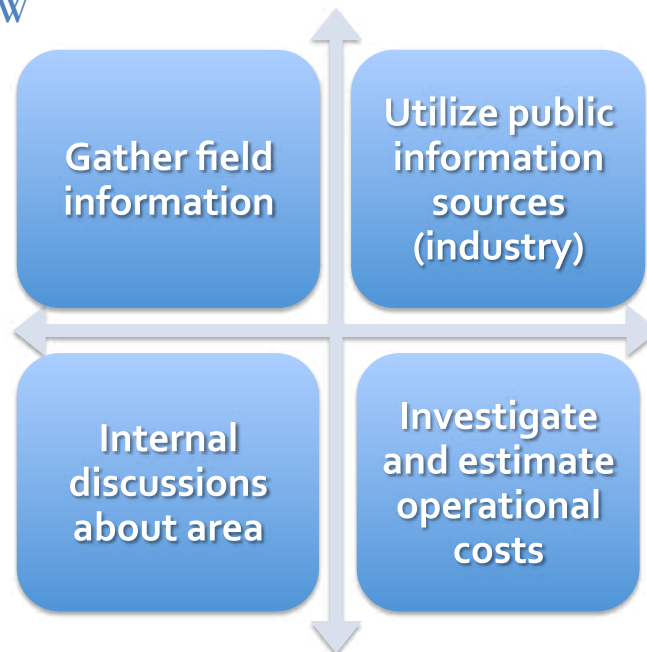 W
Gather field
information
Utilize public
information
sources
(industry)
Internal
discussions
about area
Investigate
and estimate
operational
costs